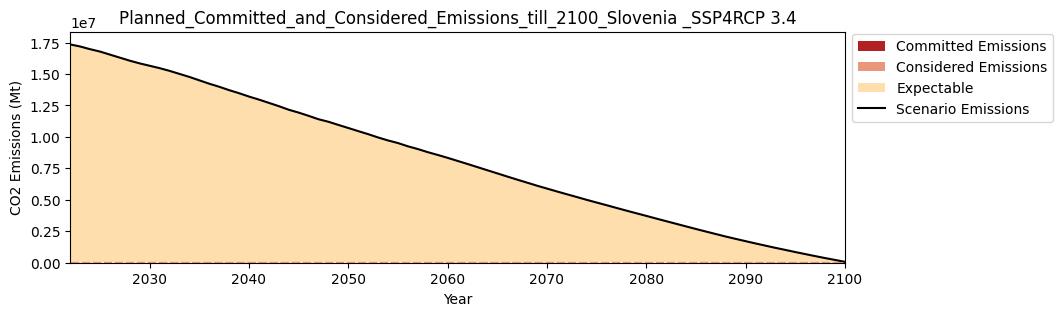 Planned_Committed_and_Considered_Emissions_till_2100_Slovenia _SSP4RCP 3.4
1e7
1.75
1.50
1.25
1.00
0.75
0.50
0.25
0.00
CO2 Emissions (Mt)
2030
2040
2050
2060
2070
2080
2090
2100
Year
Committed Emissions
Considered Emissions
Expectable
Scenario Emissions